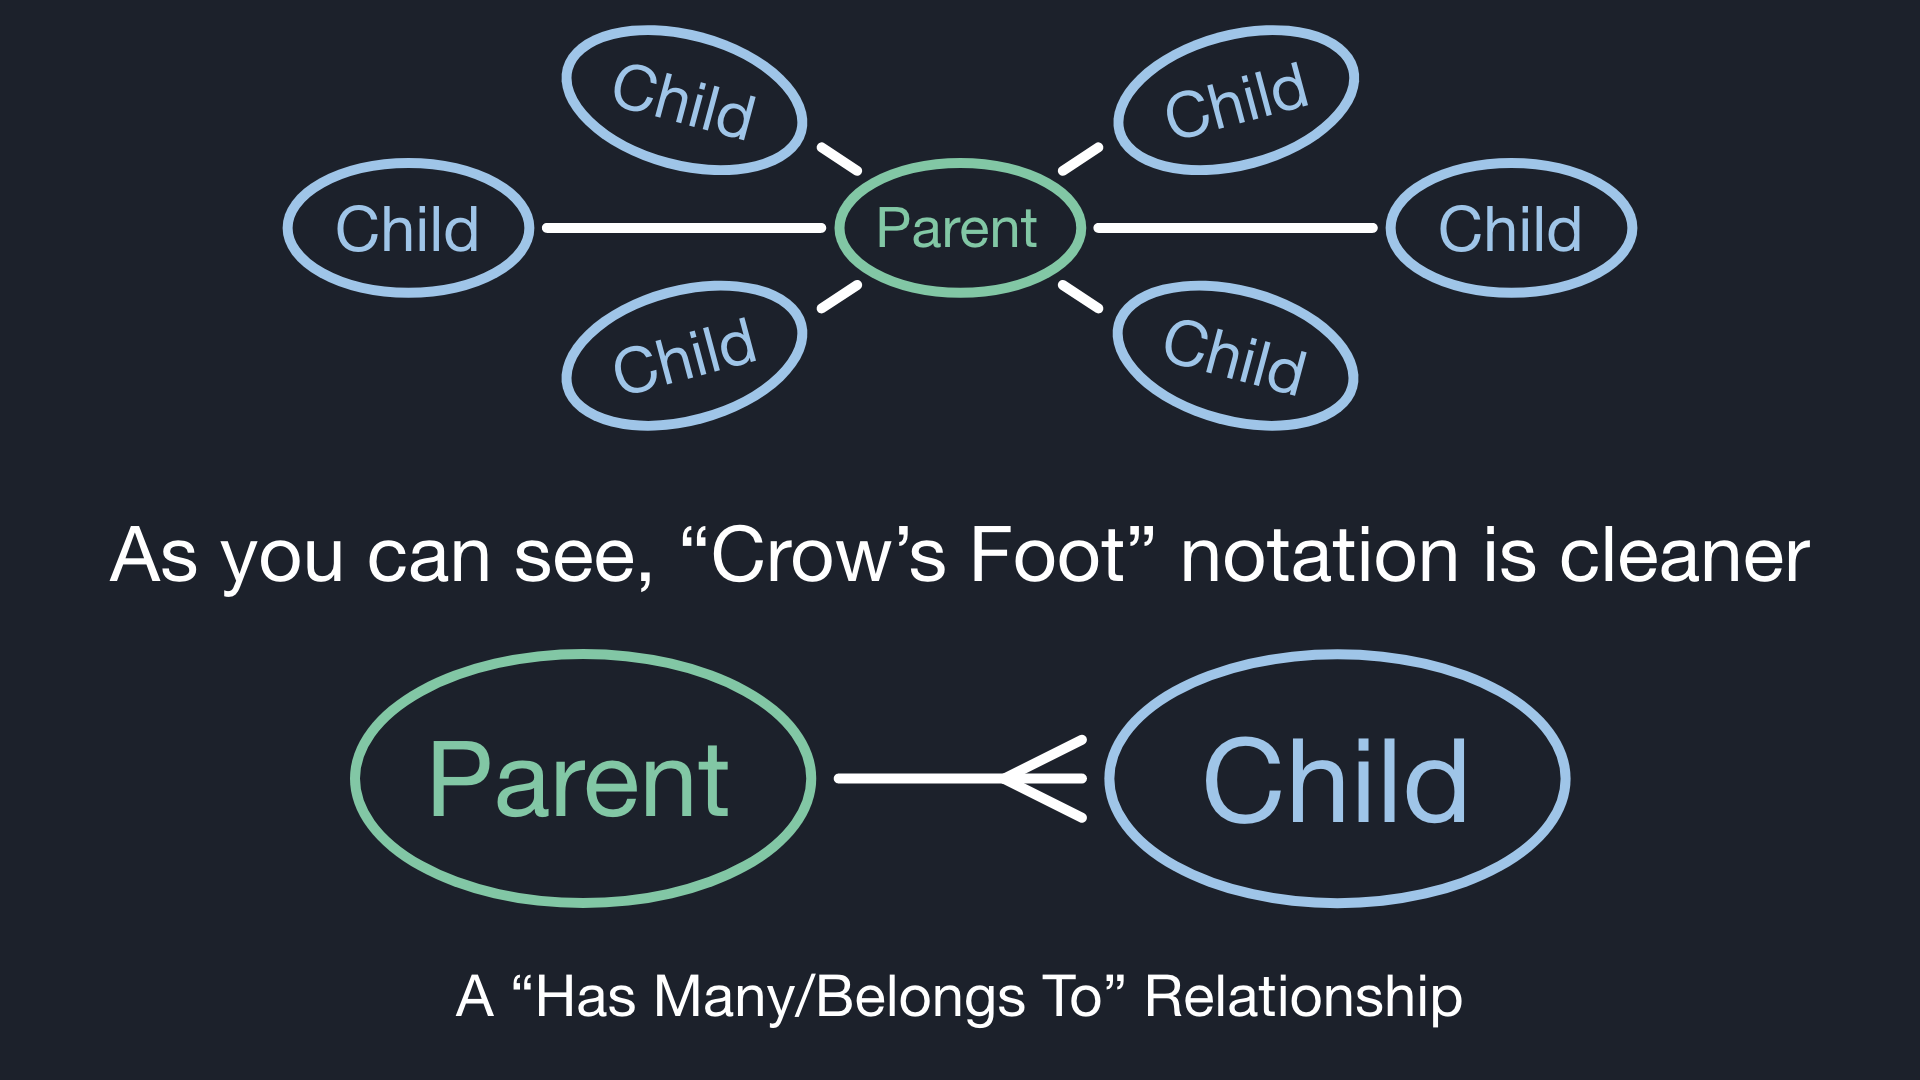 Child
Child
Child
Parent
Child
Child
Child
As you can see, “Crow’s Foot” notation is cleaner
Parent
Child
A “Has Many/Belongs To” Relationship